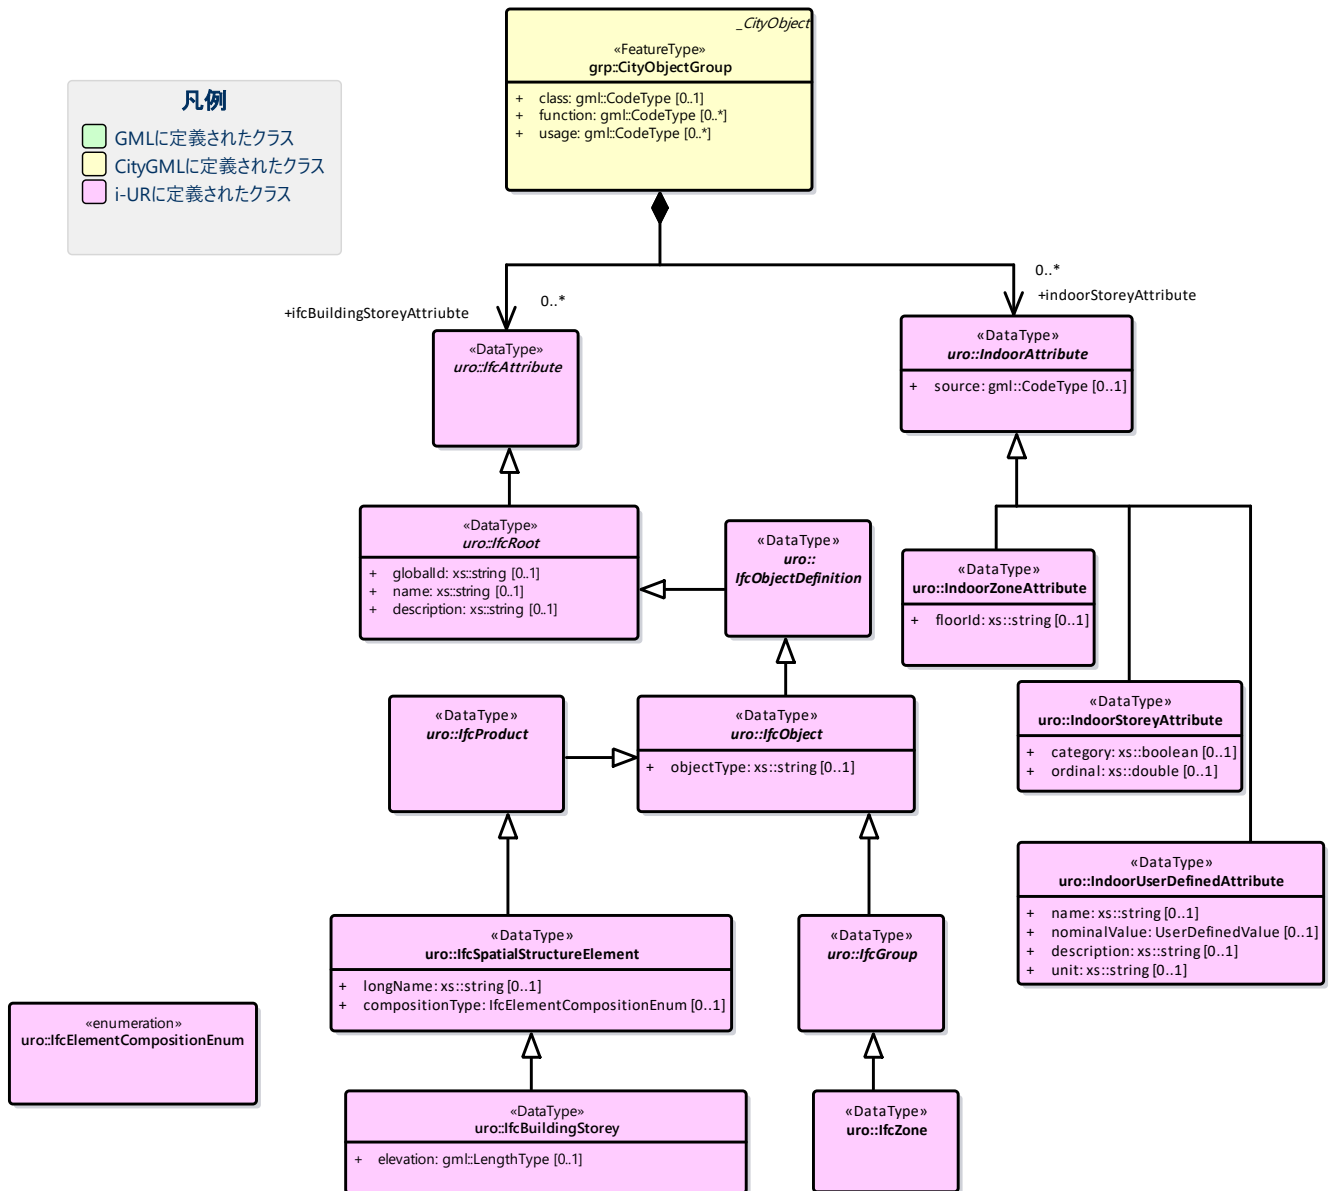 _CityObject
«FeatureType»
grp::CityObjectGroup
+ class: gml::CodeType [0..1]
+ function: gml::CodeType [0..*]
+ usage: gml::CodeType [0..*]
凡例
GMLに定義されたクラス
CityGMLに定義されたクラス
i-URに定義されたクラス
+ifcBuildingStoreyAttriubte
0..*
0..*
+indoorStoreyAttribute
«DataType»
uro::IfcAttribute
«DataType»
uro::IndoorAttribute
+ source: gml::CodeType [0..1]
«DataType»
uro::IfcRoot
+ globalId: xs::string [0..1]
+ name: xs::string [0..1]
+ description: xs::string [0..1]
«DataType»
uro::
IfcObjectDefinition
«DataType»
uro::IndoorZoneAttribute
+ floorId: xs::string [0..1]
«DataType»
uro::IfcProduct
«DataType»
uro::IfcObject
+ objectType: xs::string [0..1]
«DataType»
uro::IndoorStoreyAttribute
+ category: xs::boolean [0..1]
+ ordinal: xs::double [0..1]
«DataType»
uro::IndoorUserDefinedAttribute
+ name: xs::string [0..1]
+ nominalValue: UserDefinedValue [0..1]
+ description: xs::string [0..1]
+ unit: xs::string [0..1]
«DataType»
uro::IfcSpatialStructureElement
+ longName: xs::string [0..1]
+ compositionType: IfcElementCompositionEnum [0..1]
«DataType»
uro::IfcGroup
«enumeration»
uro::IfcElementCompositionEnum
«DataType»
uro::IfcBuildingStorey
+ elevation: gml::LengthType [0..1]
«DataType»
uro::IfcZone